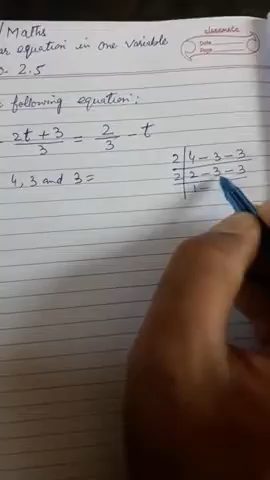 / Maths
ar equation in one variable
2.5
classmate
Date
Page
following equation:
2t + 3 / 3 = 2 / 3 - t
4, 3 and 3 =
2 | 4 - 3 - 3
2 | 2 - 3 - 3
1 -